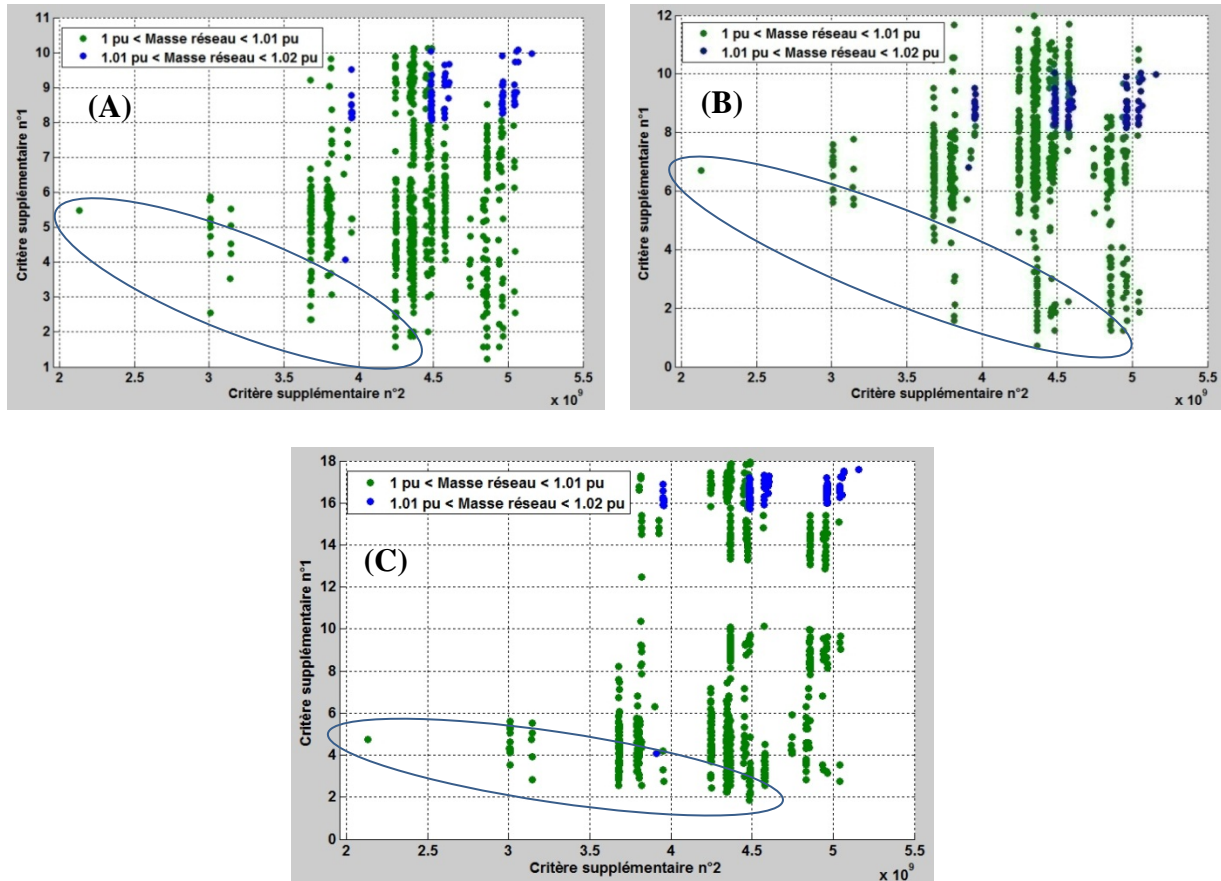 (A)
1 pu < Masse réseau < 1.01 pu
1.01 pu < Masse réseau < 1.02 pu
Critère supplémentaire n°1
11
10
9
8
7
6
5
4
3
2
1
2 2.5 3 3.5 4 4.5 5 5.5
Critère supplémentaire n°2
x 10^9
(B)
1 pu < Masse réseau < 1.01 pu
1.01 pu < Masse réseau < 1.02 pu
Critère supplémentaire n°1
12
10
8
6
4
2
0
2 2.5 3 3.5 4 4.5 5 5.5
Critère supplémentaire n°2
x 10^9
(C)
1 pu < Masse réseau < 1.01 pu
1.01 pu < Masse réseau < 1.02 pu
Critère supplémentaire n°1
18
16
14
12
10
8
6
4
2
0
2 2.5 3 3.5 4 4.5 5 5.5
Critère supplémentaire n°2
x 10^9